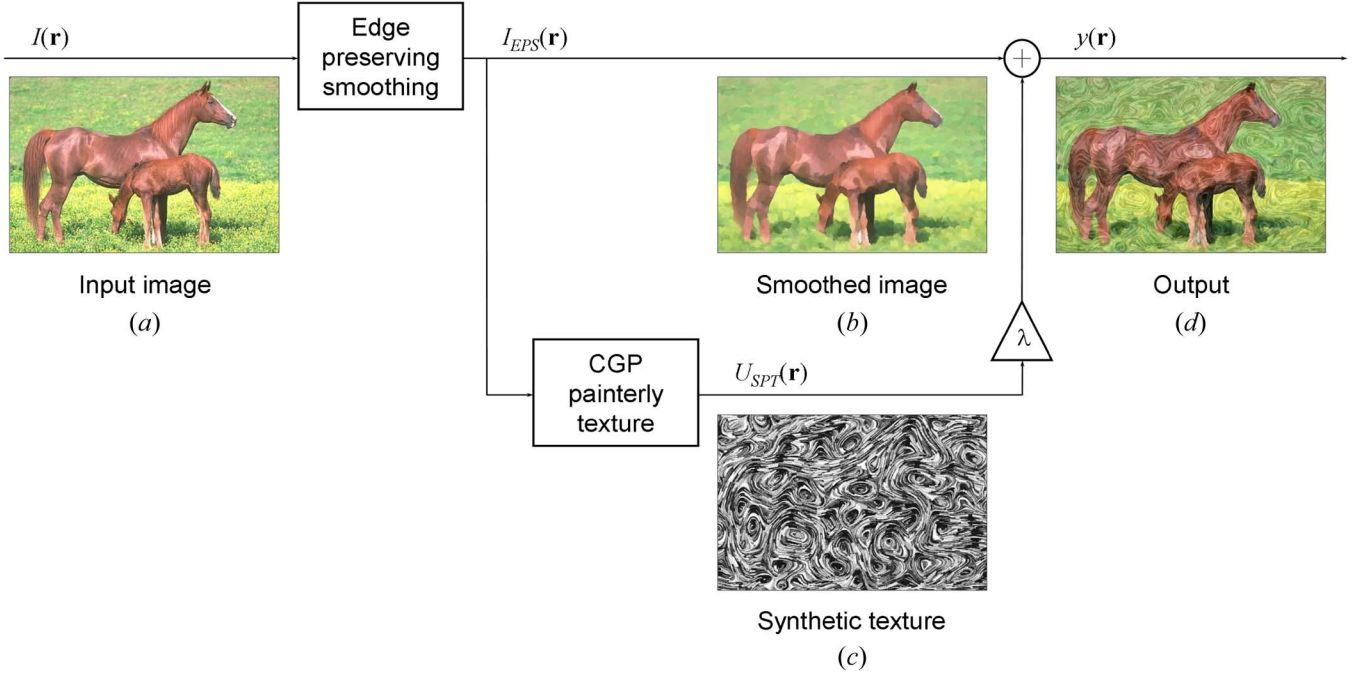 I(r)
Edge
preserving
smoothing
I_EPS(r)
+
y(r)
Input image
(a)
Smoothed image
(b)
Output
(d)
λ
CGP
painterly
texture
U_SPT(r)
Synthetic texture
(c)